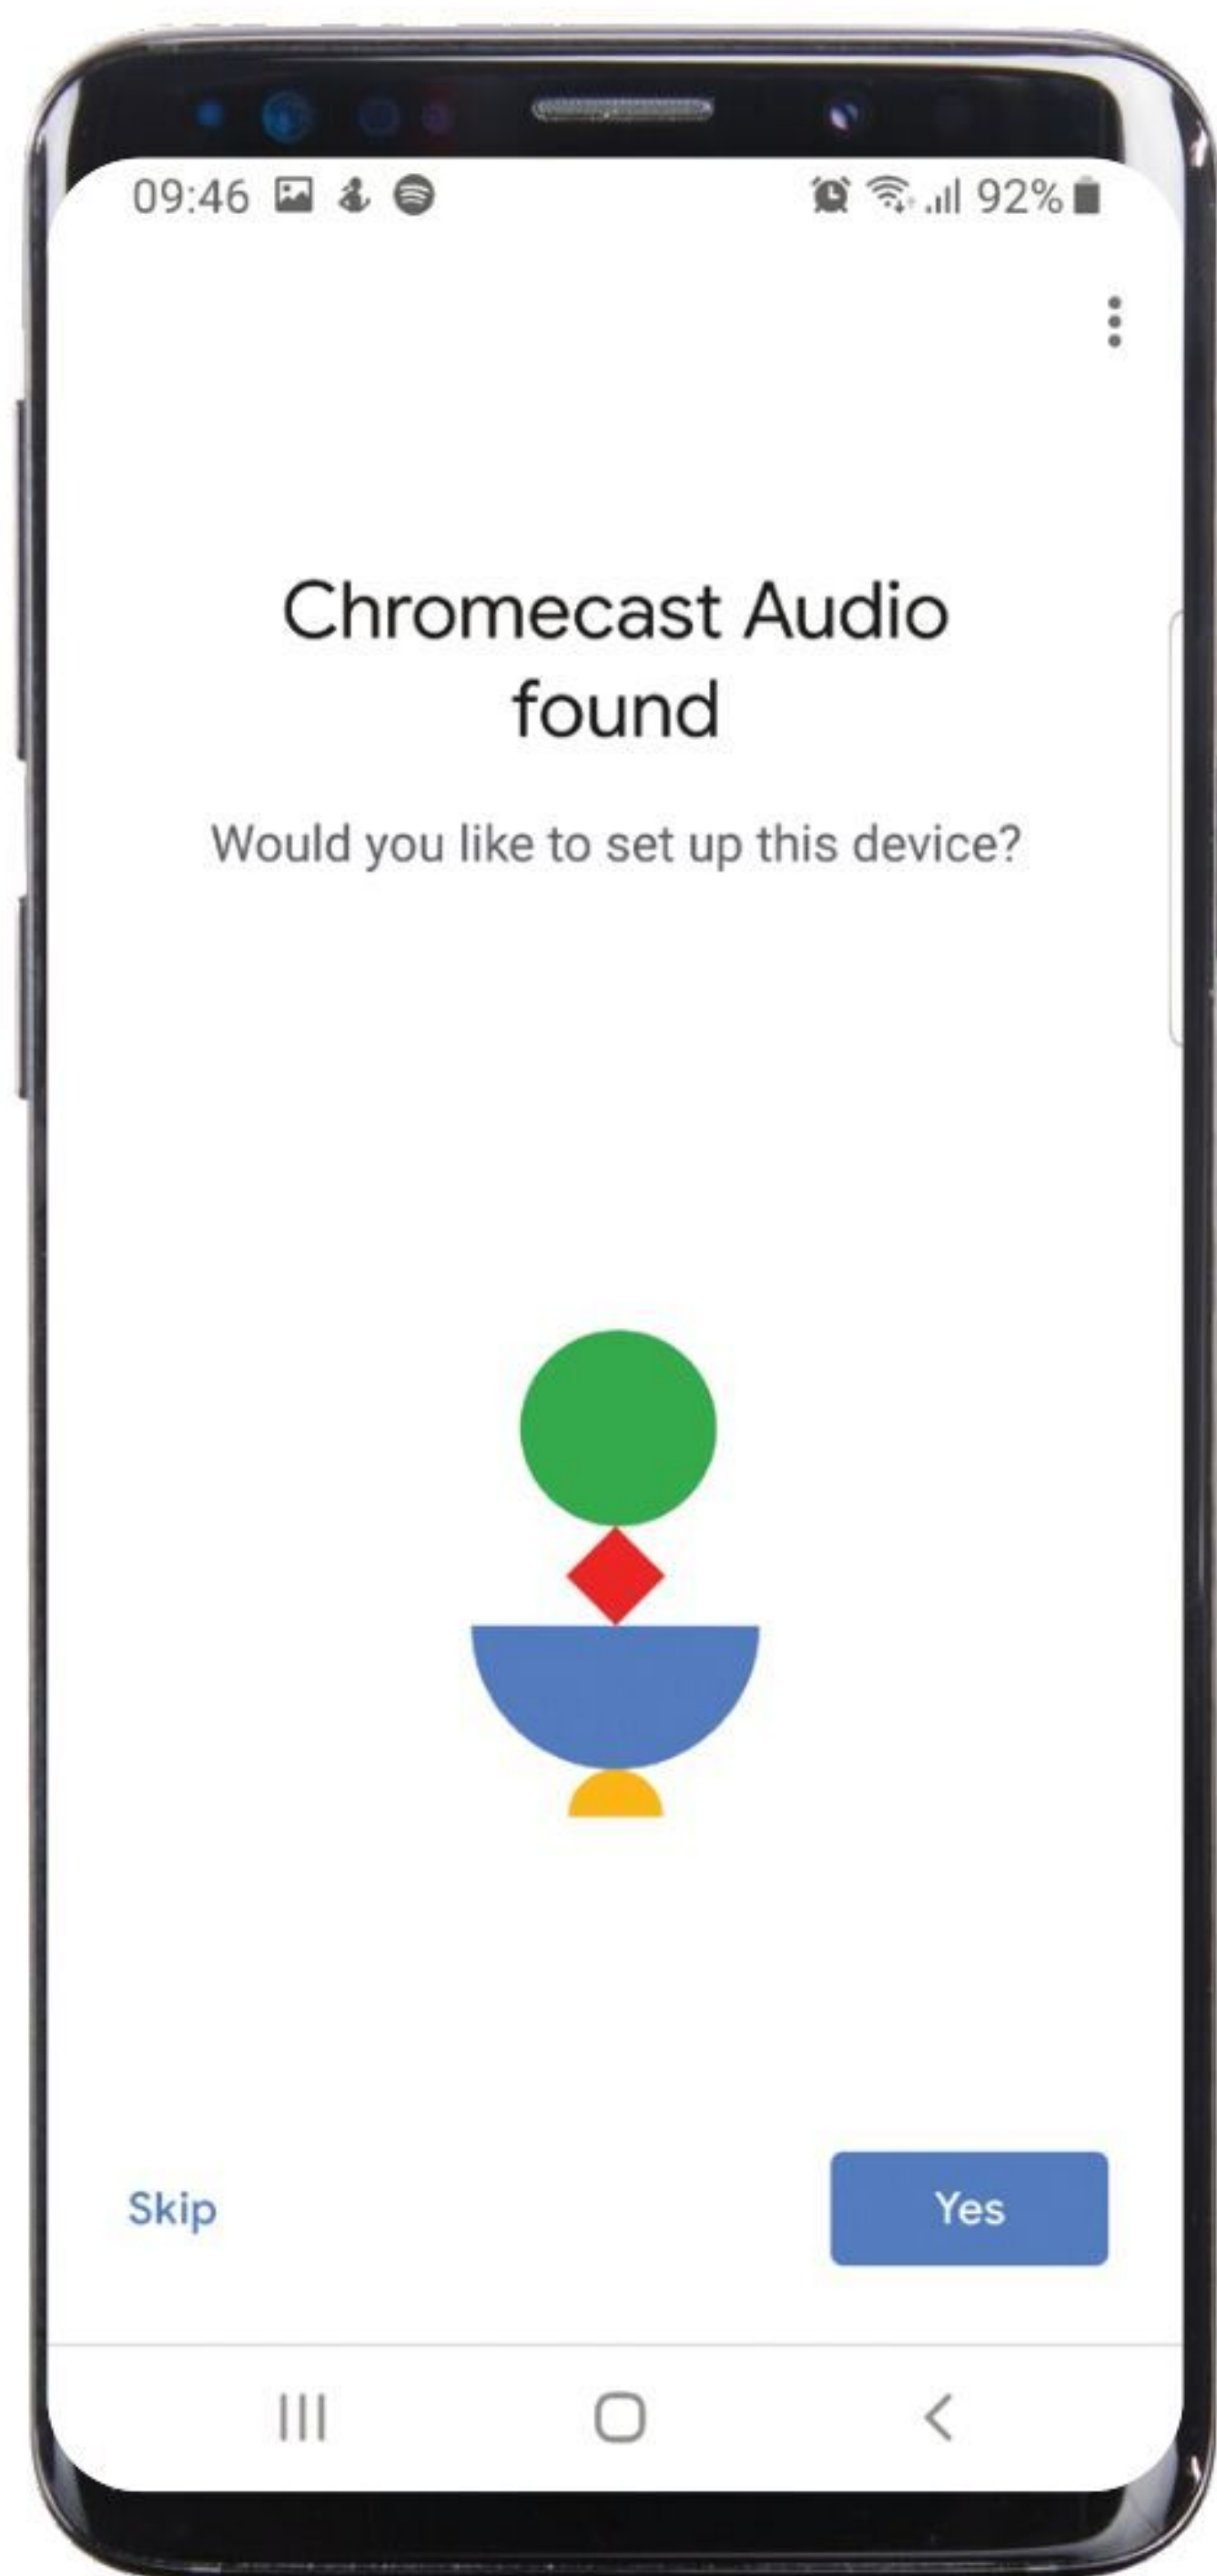 09:46
92%
Chromecast Audio
found
Would you like to set up this device?
Skip
Yes